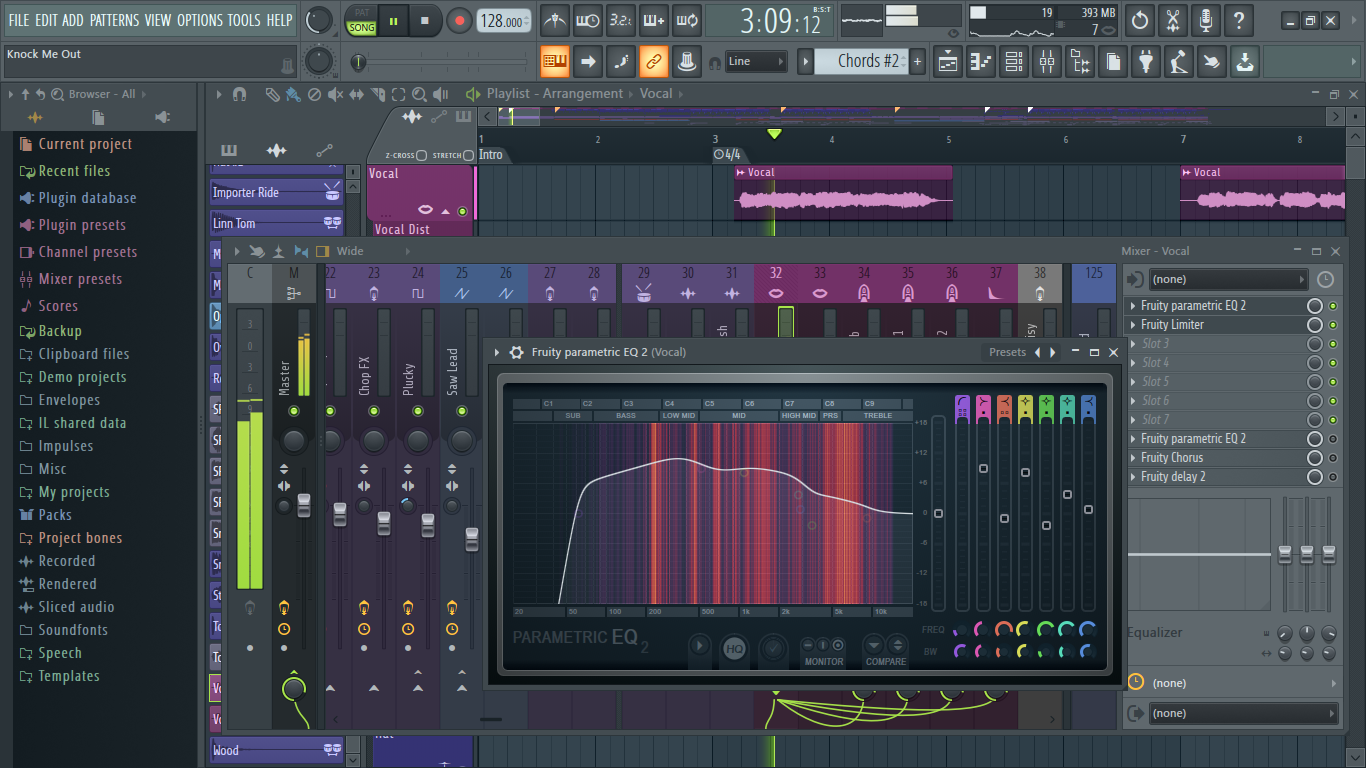 FILE EDIT ADD PATTERNS VIEW OPTIONS TOOLS HELP
PAT
SONG
128.000
3.2.
3:09:12
B:S:T
19
393 MB
7
Knock Me Out
Line
Chords #2
Browser - All
Playlist - Arrangement
Vocal
Current project
Recent files
Plugin database
Plugin presets
Channel presets
Mixer presets
Scores
Backup
Clipboard files
Demo projects
Envelopes
IL shared data
Impulses
Misc
My projects
Packs
Project bones
Recorded
Rendered
Sliced audio
Soundfonts
Speech
Templates
Importer Ride
Linn Tom
Wood
Z-CROSS
STRETCH
1 2 3 4 5 6 7 8
Intro
4/4
Vocal
Vocal Dist
Vocal
Vocal
Wide
Mixer - Vocal
C M 22 23 24 25 26 27 28 29 30 31 32 33 34 35 36 37 38 125
3
0
3
6
9
Master
Chop FX
Plucky
Saw Lead
(none)
Fruity parametric EQ 2
Fruity Limiter
Slot 3
Slot 4
Slot 5
Slot 6
Slot 7
Fruity parametric EQ 2
Fruity Chorus
Fruity delay 2
Equalizer
(none)
(none)
Fruity parametric EQ 2 (Vocal)
Presets
C1 C2 C3 C4 C5 C6 C7 C8 C9
SUB BASS LOW MID MID HIGH MID PRS TREBLE
+18
+12
+6
0
-6
-12
-18
20 50 100 200 500 1k 2k 5k 10k
PARAMETRIC EQ 2
HQ
MONITOR
COMPARE
FREQ
BW